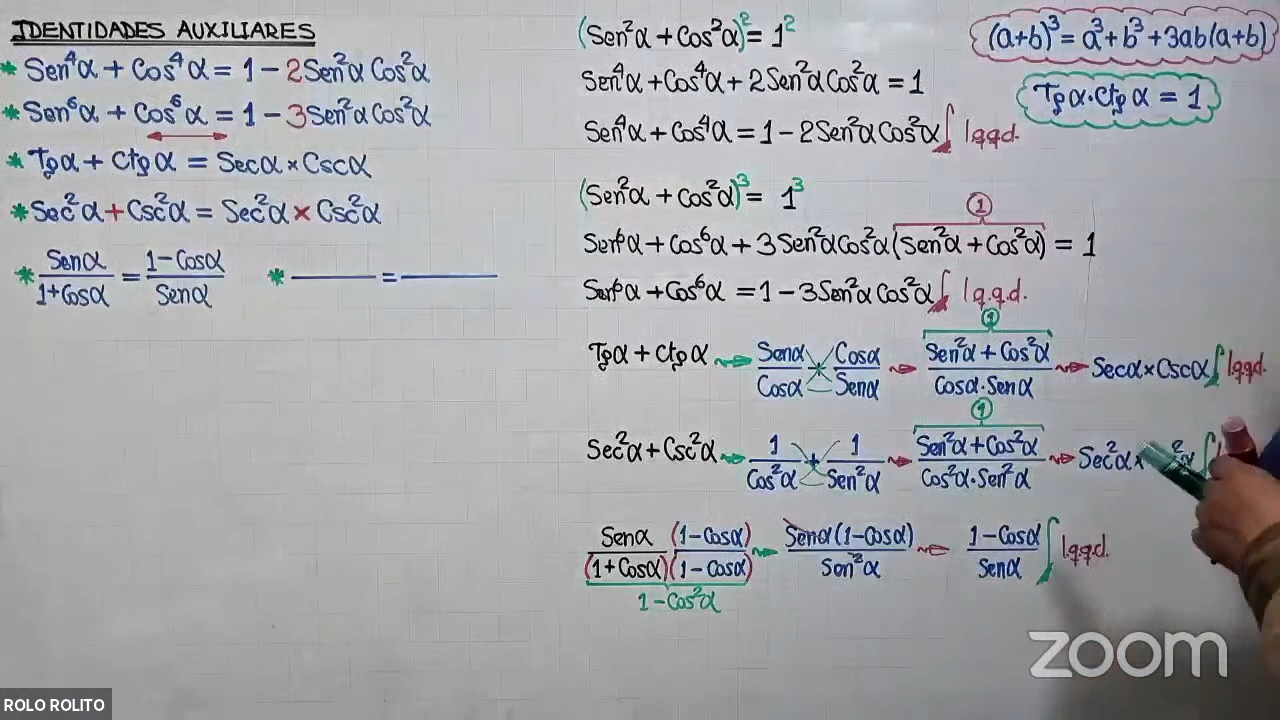 IDENTIDADES AUXILIARES
* Sen⁴α + Cos⁴α = 1 - 2Sen²α Cos²α
* Sen⁶α + Cos⁶α = 1 - 3Sen²α Cos²α
* Tgα + Ctgα = Secα × Cscα
* Sec²α + Csc²α = Sec²α × Csc²α
* Senα/(1+Cosα) = (1-Cosα)/Senα * ——— = ———
(Sen²α + Cos²α)² = 1²
Sen⁴α + Cos⁴α + 2Sen²α Cos²α = 1
Sen⁴α + Cos⁴α = 1 - 2Sen²α Cos²α l.q.q.d.
(Sen²α + Cos²α)³ = 1³
1
Sen⁶α + Cos⁶α + 3Sen²αCos²α(Sen²α + Cos²α) = 1
Sen⁶α + Cos⁶α = 1 - 3Sen²α Cos²α l.q.q.d.
1
Tgα + Ctgα → Senα/Cosα + Cosα/Senα → (Sen²α + Cos²α)/(Cosα·Senα) → Secα × Cscα l.q.q.d.
1
Sec²α + Csc²α → 1/Cos²α + 1/Sen²α → (Sen²α + Cos²α)/(Cos²α·Sen²α) → Sec²α ×
Senα (1-Cosα)/(1+Cosα)(1-Cosα) → Senα(1-Cosα)/Sen²α → (1-Cosα)/Senα l.q.q.d.
1 - Cos²α
(a+b)³ = a³ + b³ + 3ab(a+b)
Tgα·Ctgα = 1
zoom
ROLO ROLITO